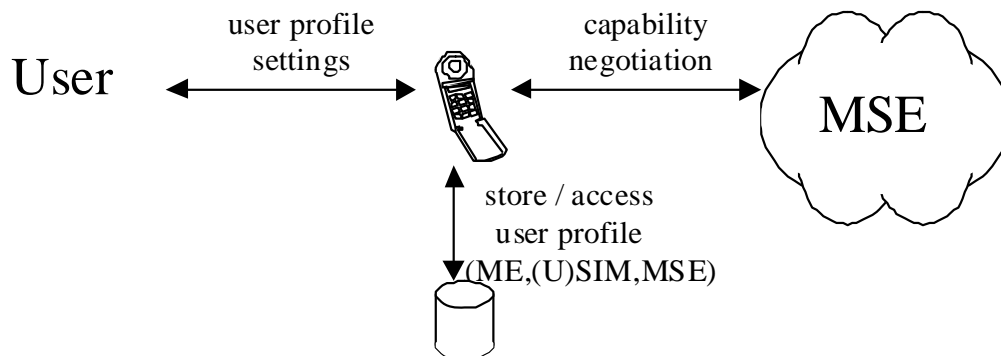 user profile
settings
capability
negotiation
User
MSE
store / access
user profile
(ME,(U)SIM,MSE)